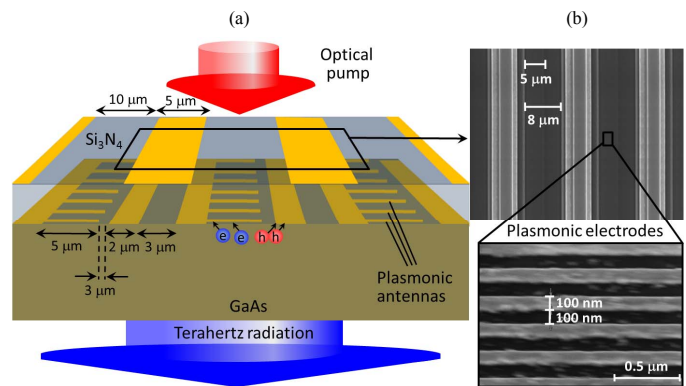 (a)
Optical
pump
10 μm
5 μm
Si3N4
5 μm
2 μm
3 μm
3 μm
e e h h
Plasmonic
antennas
GaAs
Terahertz radiation
(b)
5 μm
8 μm
Plasmonic electrodes
100 nm
100 nm
0.5 μm